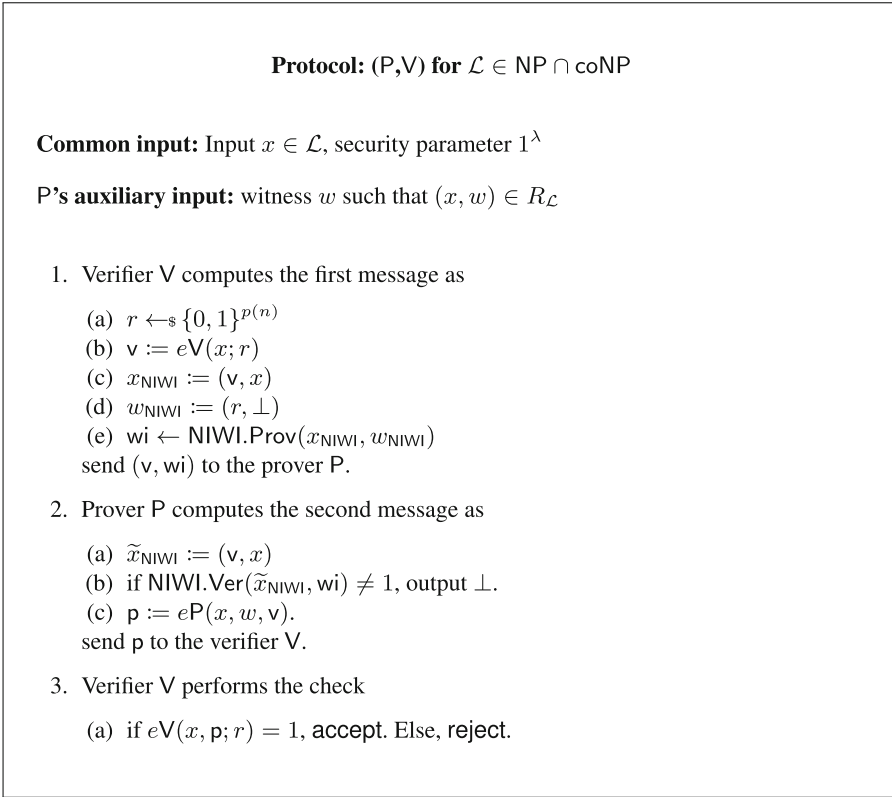 Protocol: (P,V) for ℒ ∈ NP ∩ coNP
Common input: Input x ∈ ℒ, security parameter 1^λ
P's auxiliary input: witness w such that (x, w) ∈ R_ℒ
1. Verifier V computes the first message as
(a) r ←$ {0, 1}^{p(n)}
(b) v := eV(x; r)
(c) x_NIWI := (v, x)
(d) w_NIWI := (r, ⊥)
(e) wi ← NIWI.Prov(x_NIWI, w_NIWI)
send (v, wi) to the prover P.
2. Prover P computes the second message as
(a) x̃_NIWI := (v, x)
(b) if NIWI.Ver(x̃_NIWI, wi) ≠ 1, output ⊥.
(c) p := eP(x, w, v).
send p to the verifier V.
3. Verifier V performs the check
(a) if eV(x, p; r) = 1, accept. Else, reject.